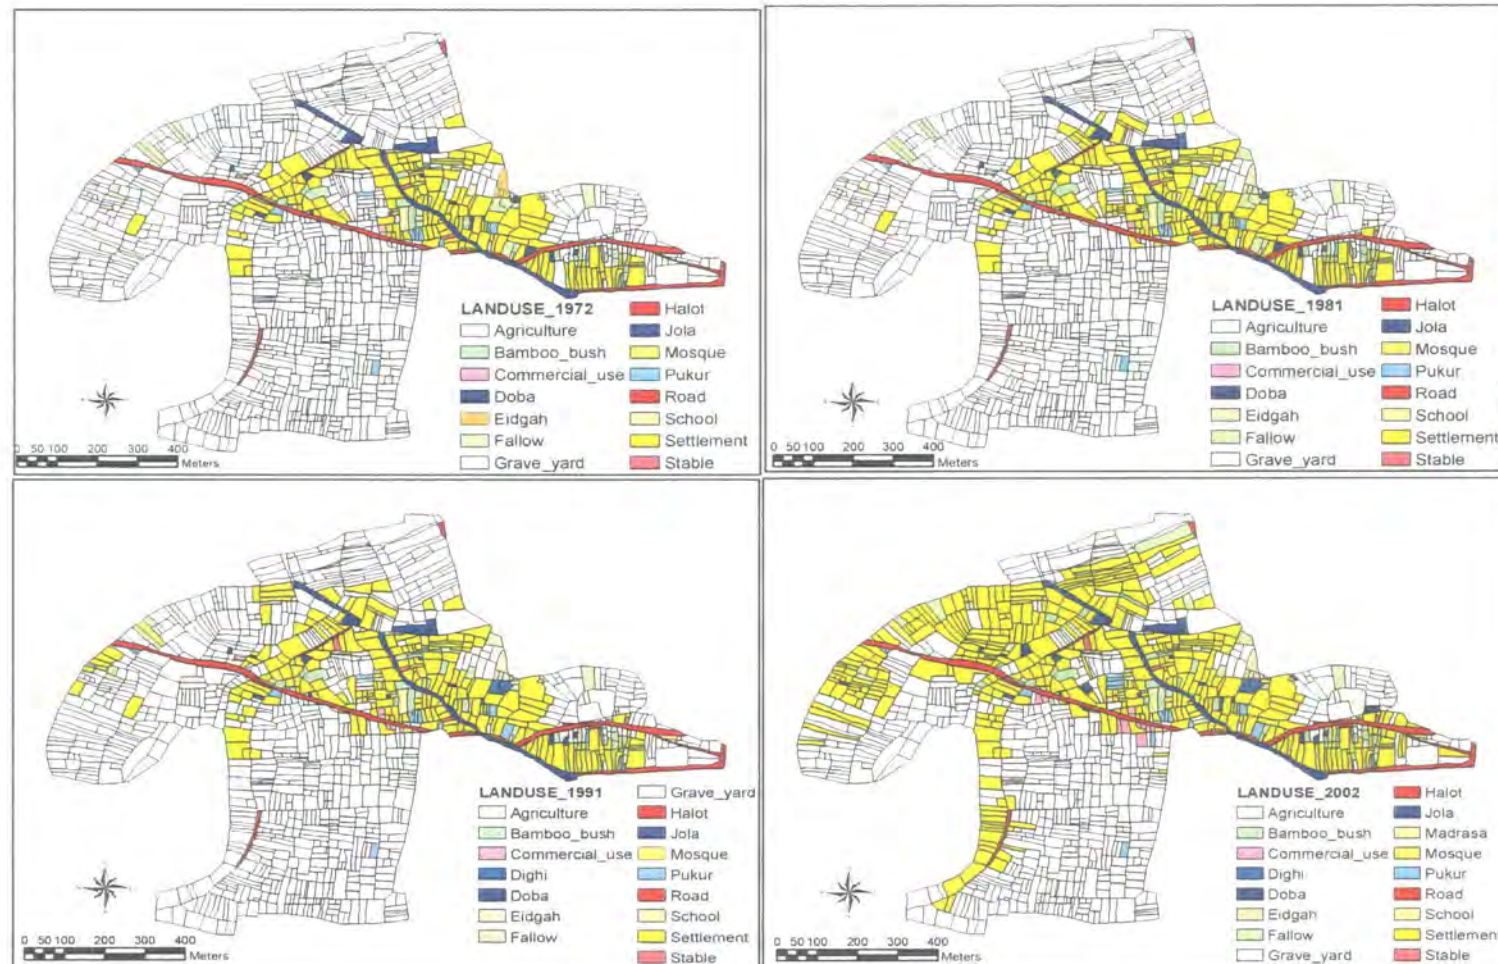 LANDUSE_1972
Agriculture
Bamboo_bush
Commercial_use
Doba
Eidgah
Fallow
Grave_yard
Halot
Jola
Mosque
Pukur
Road
School
Settlement
Stable
0 50 100 200 300 400
Meters
LANDUSE_1981
Agriculture
Bamboo_bush
Commercial_use
Doba
Eidgah
Fallow
Grave_yard
Halot
Jola
Mosque
Pukur
Road
School
Settlement
Stable
0 50 100 200 300 400
Meters
LANDUSE_1991
Agriculture
Bamboo_bush
Commercial_use
Dighi
Doba
Eidgah
Fallow
Grave_yard
Halot
Jola
Mosque
Pukur
Road
School
Settlement
Stable
0 50 100 200 300 400
Meters
LANDUSE_2002
Agriculture
Bamboo_bush
Commercial_use
Dighi
Doba
Eidgah
Fallow
Grave_yard
Halot
Jola
Madrasa
Mosque
Pukur
Road
School
Settlement
Stable
0 50 100 200 300 400
Meters